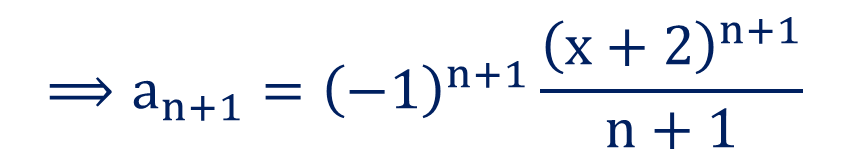 ⟹ aₙ₊₁ = (−1)ⁿ⁺¹ (x + 2)ⁿ⁺¹ / (n + 1)